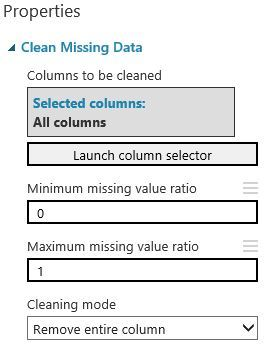 Properties
Clean Missing Data
Columns to be cleaned
Selected columns:
All columns
Launch column selector
Minimum missing value ratio
0
Maximum missing value ratio
1
Cleaning mode
Remove entire column